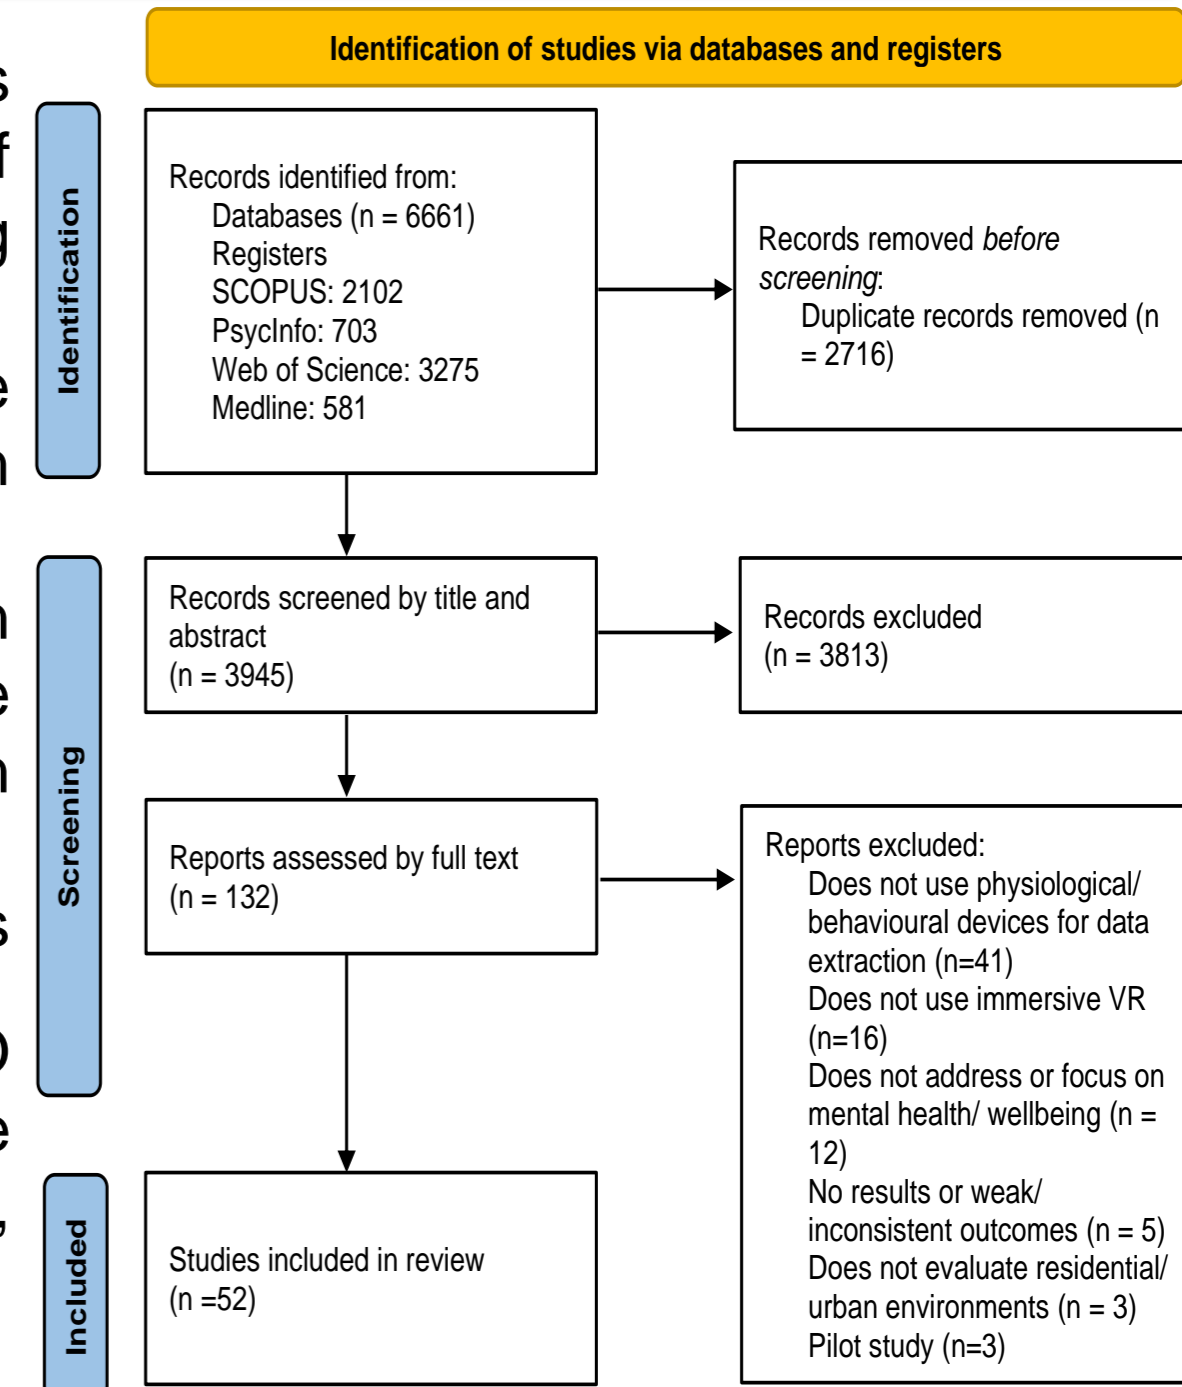 Identification of studies via databases and registers
s
f
g
e
n
n
e
n
s
)
e
,
Identification
Records identified from:
Databases (n = 6661)
Registers
SCOPUS: 2102
PsycInfo: 703
Web of Science: 3275
Medline: 581
Records removed before
screening:
Duplicate records removed (n
= 2716)
Screening
Records screened by title and
abstract
(n = 3945)
Records excluded
(n = 3813)
Reports assessed by full text
(n = 132)
Reports excluded:
Does not use physiological/
behavioural devices for data
extraction (n=41)
Does not use immersive VR
(n=16)
Does not address or focus on
mental health/ wellbeing (n =
12)
No results or weak/
inconsistent outcomes (n = 5)
Does not evaluate residential/
urban environments (n = 3)
Pilot study (n=3)
Included
Studies included in review
(n =52)